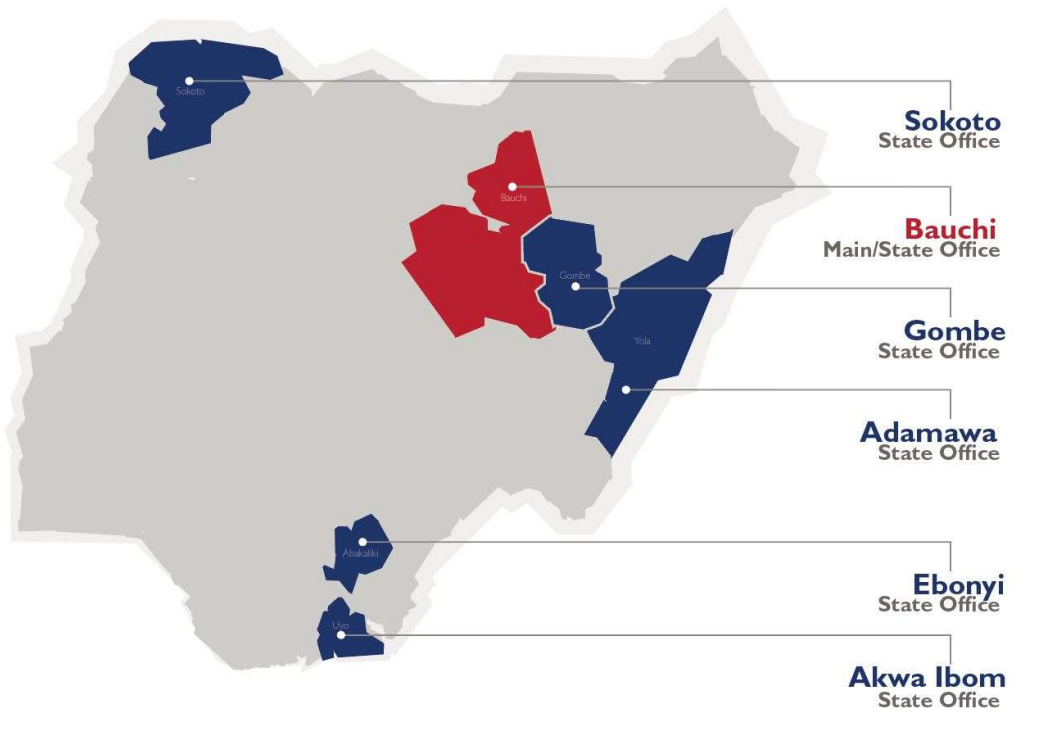 Sokoto
Sokoto
State Office
Bauchi
Bauchi
Main/State Office
Gombe
Gombe
State Office
Yola
Adamawa
State Office
Abakaliki
Ebonyi
State Office
Uyo
Akwa Ibom
State Office